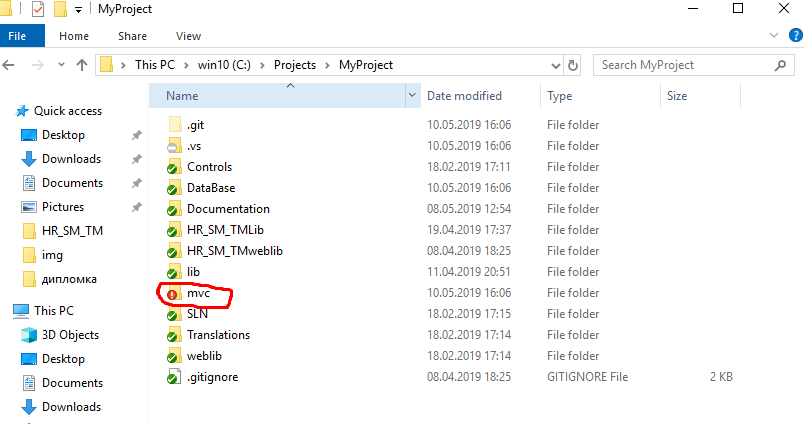 MyProject
File Home Share View
This PC > win10 (C:) > Projects > MyProject Search MyProject
Name Date modified Type Size
Quick access
Desktop
Downloads
Documents
Pictures
HR_SM_TM
img
дипломка
This PC
3D Objects
Desktop
Documents
Downloads
.git 10.05.2019 16:06 File folder
.vs 10.05.2019 16:06 File folder
Controls 18.02.2019 17:11 File folder
DataBase 10.05.2019 16:06 File folder
Documentation 08.05.2019 12:54 File folder
HR_SM_TMLib 19.04.2019 17:37 File folder
HR_SM_TMweblib 08.04.2019 18:25 File folder
lib 11.04.2019 20:51 File folder
mvc 10.05.2019 16:06 File folder
SLN 18.02.2019 17:15 File folder
Translations 18.02.2019 17:14 File folder
weblib 18.02.2019 17:14 File folder
.gitignore 08.04.2019 18:25 GITIGNORE File 2 KB